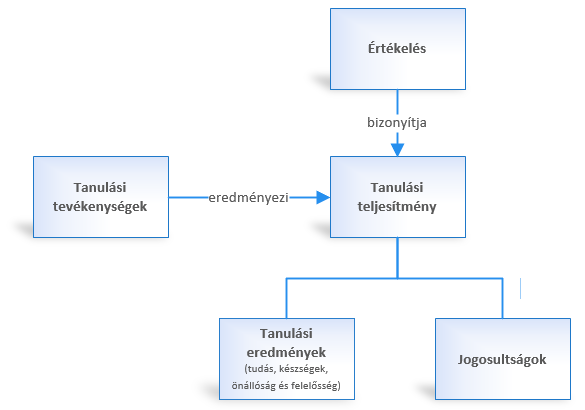 Értékelés
bizonyítja
Tanulási
tevékenységek
eredményezi
Tanulási
teljesítmény
Tanulási
eredmények
(tudás, készségek,
önállóság és felelősség)
Jogosultságok